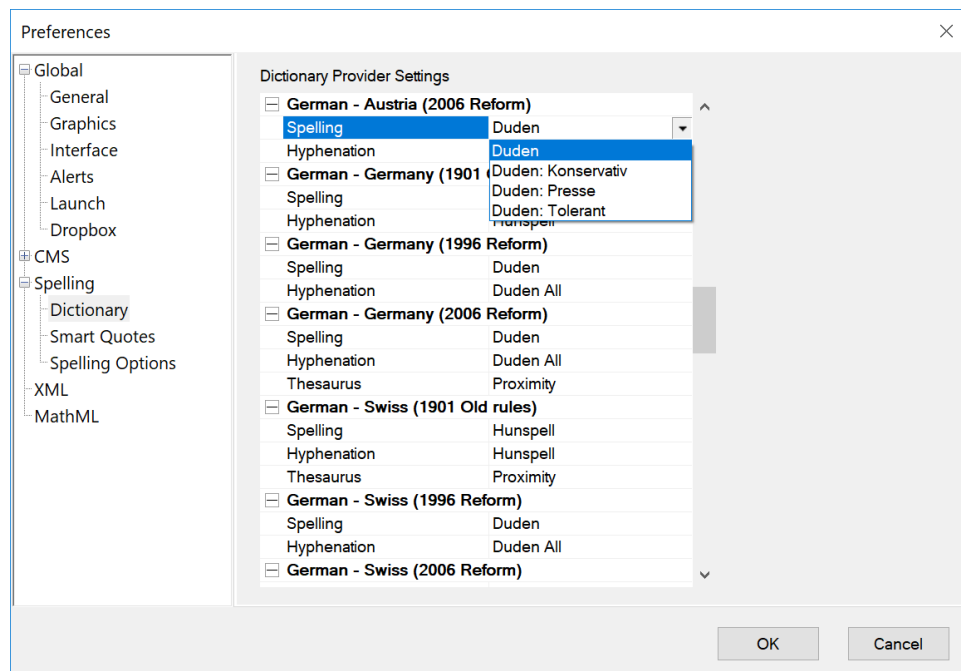 Preferences
Global
General
Graphics
Interface
Alerts
Launch
Dropbox
CMS
Spelling
Dictionary
Smart Quotes
Spelling Options
XML
MathML
Dictionary Provider Settings
German - Austria (2006 Reform)
Spelling Duden
Hyphenation
Duden
Duden: Konservativ
Duden: Presse
Duden: Tolerant
German - Germany (1901
Spelling
Hyphenation Hunspell
German - Germany (1996 Reform)
Spelling Duden
Hyphenation Duden All
German - Germany (2006 Reform)
Spelling Duden
Hyphenation Duden All
Thesaurus Proximity
German - Swiss (1901 Old rules)
Spelling Hunspell
Hyphenation Hunspell
Thesaurus Proximity
German - Swiss (1996 Reform)
Spelling Duden
Hyphenation Duden All
German - Swiss (2006 Reform)
OK Cancel